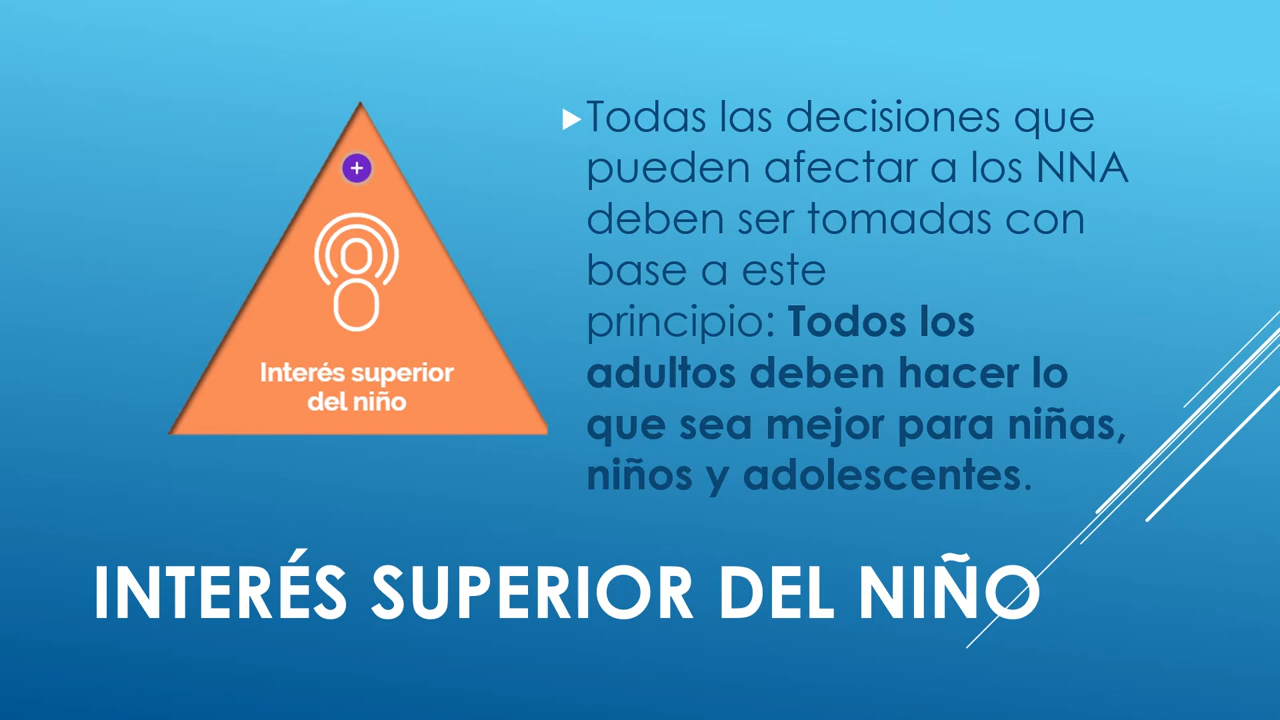 Todas las decisiones que
pueden afectar a los NNA
deben ser tomadas con
base a este
principio: Todos los
adultos deben hacer lo
que sea mejor para niñas,
niños y adolescentes.
+
Interés superior
del niño
INTERÉS SUPERIOR DEL NIÑO